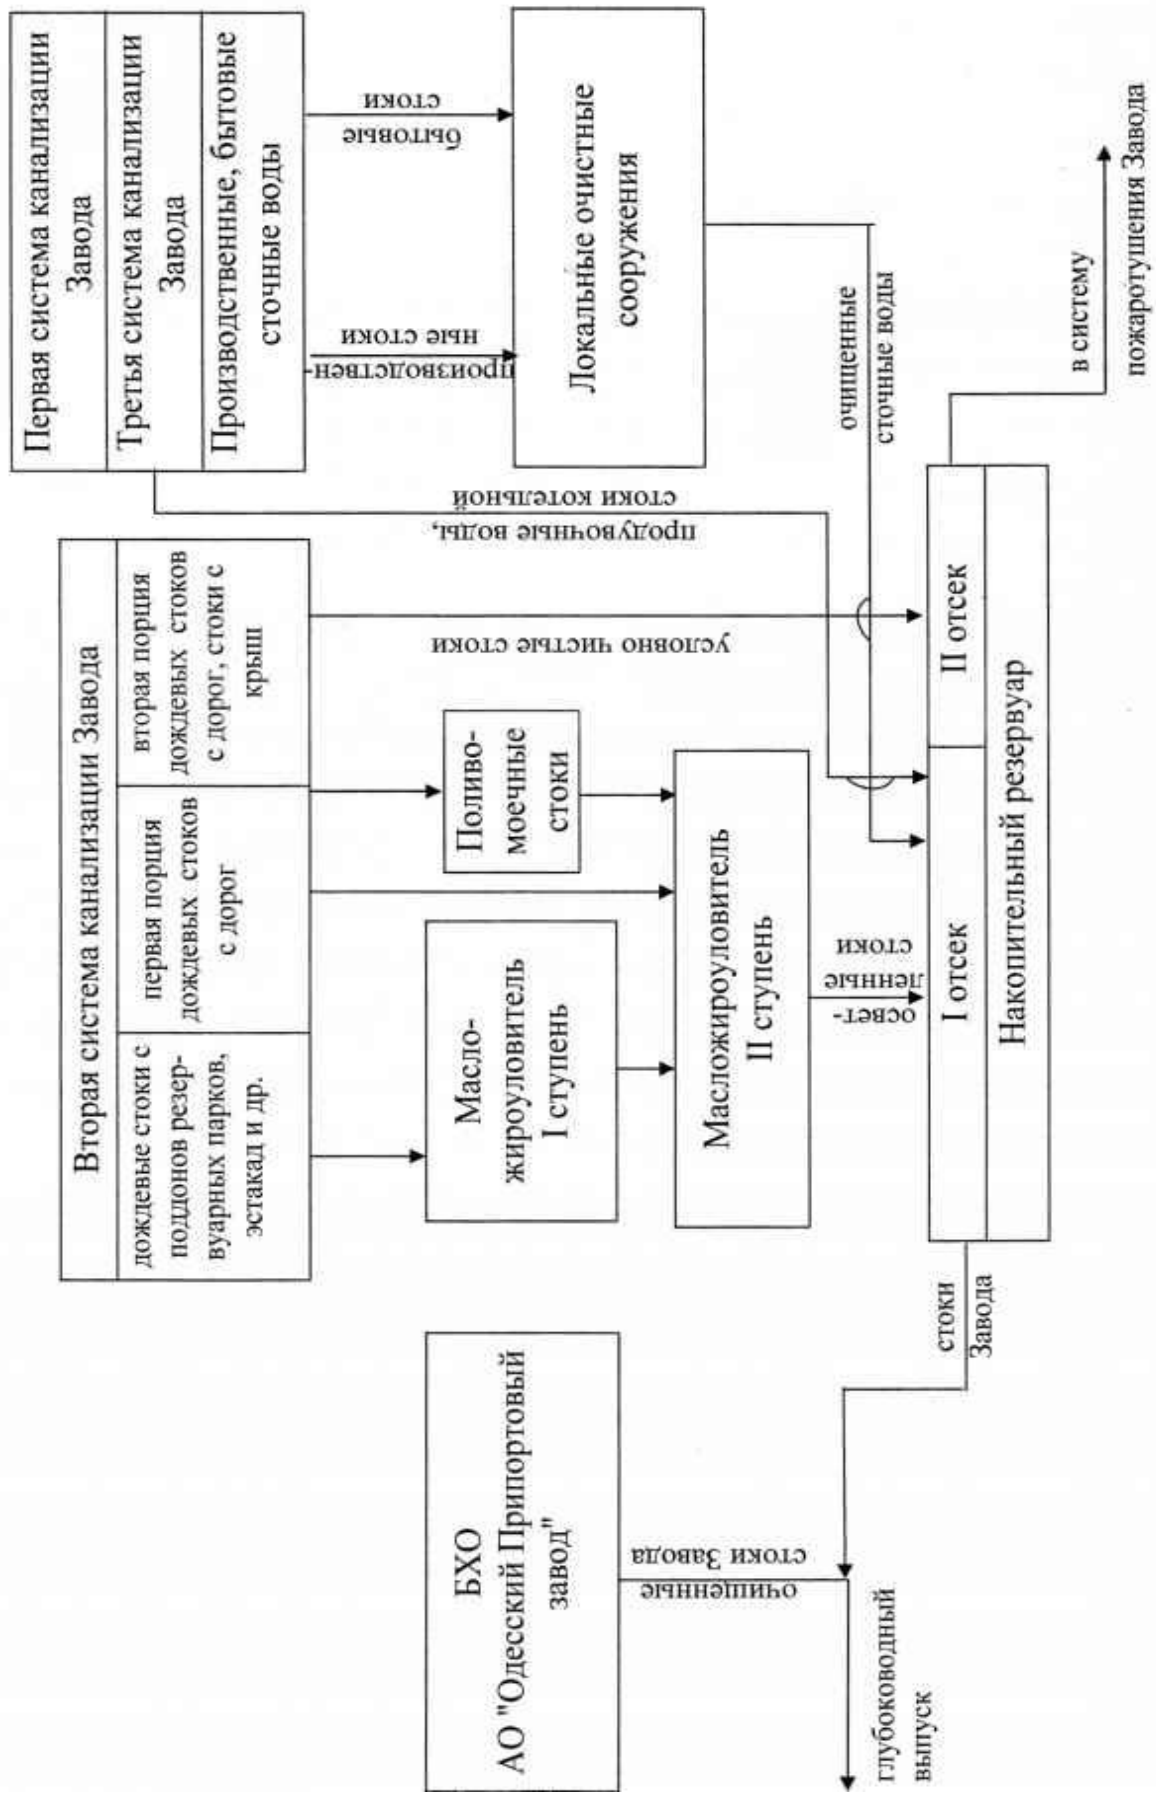 Вторая система канализации Завода
дождевые стоки с
поддонов резер-
вуарных парков,
эстакад и др.
первая порция
дождевых стоков
с дорог
вторая порция
дождевых стоков
с дорог, стоки с
крыш
Первая система канализации
Завода
Третья система канализации
Завода
Производственные, бытовые
сточные воды
продувочные воды,
стоки котельной
производствен-
ные стоки
бытовые
стоки
условно чистые стоки
БХО
АО "Одесский Припортовый
завод"
Масло-
жироуловитель
I ступень
Поливо-
моечные
стоки
Локальные очистные
сооружения
Масложироуловитель
II ступень
очищенные
стоки Завода
освет-
ленные
стоки
очищенные
сточные воды
глубоководный
выпуск
стоки
Завода
I отсек
II отсек
Накопительный резервуар
в систему
пожаротушения Завода